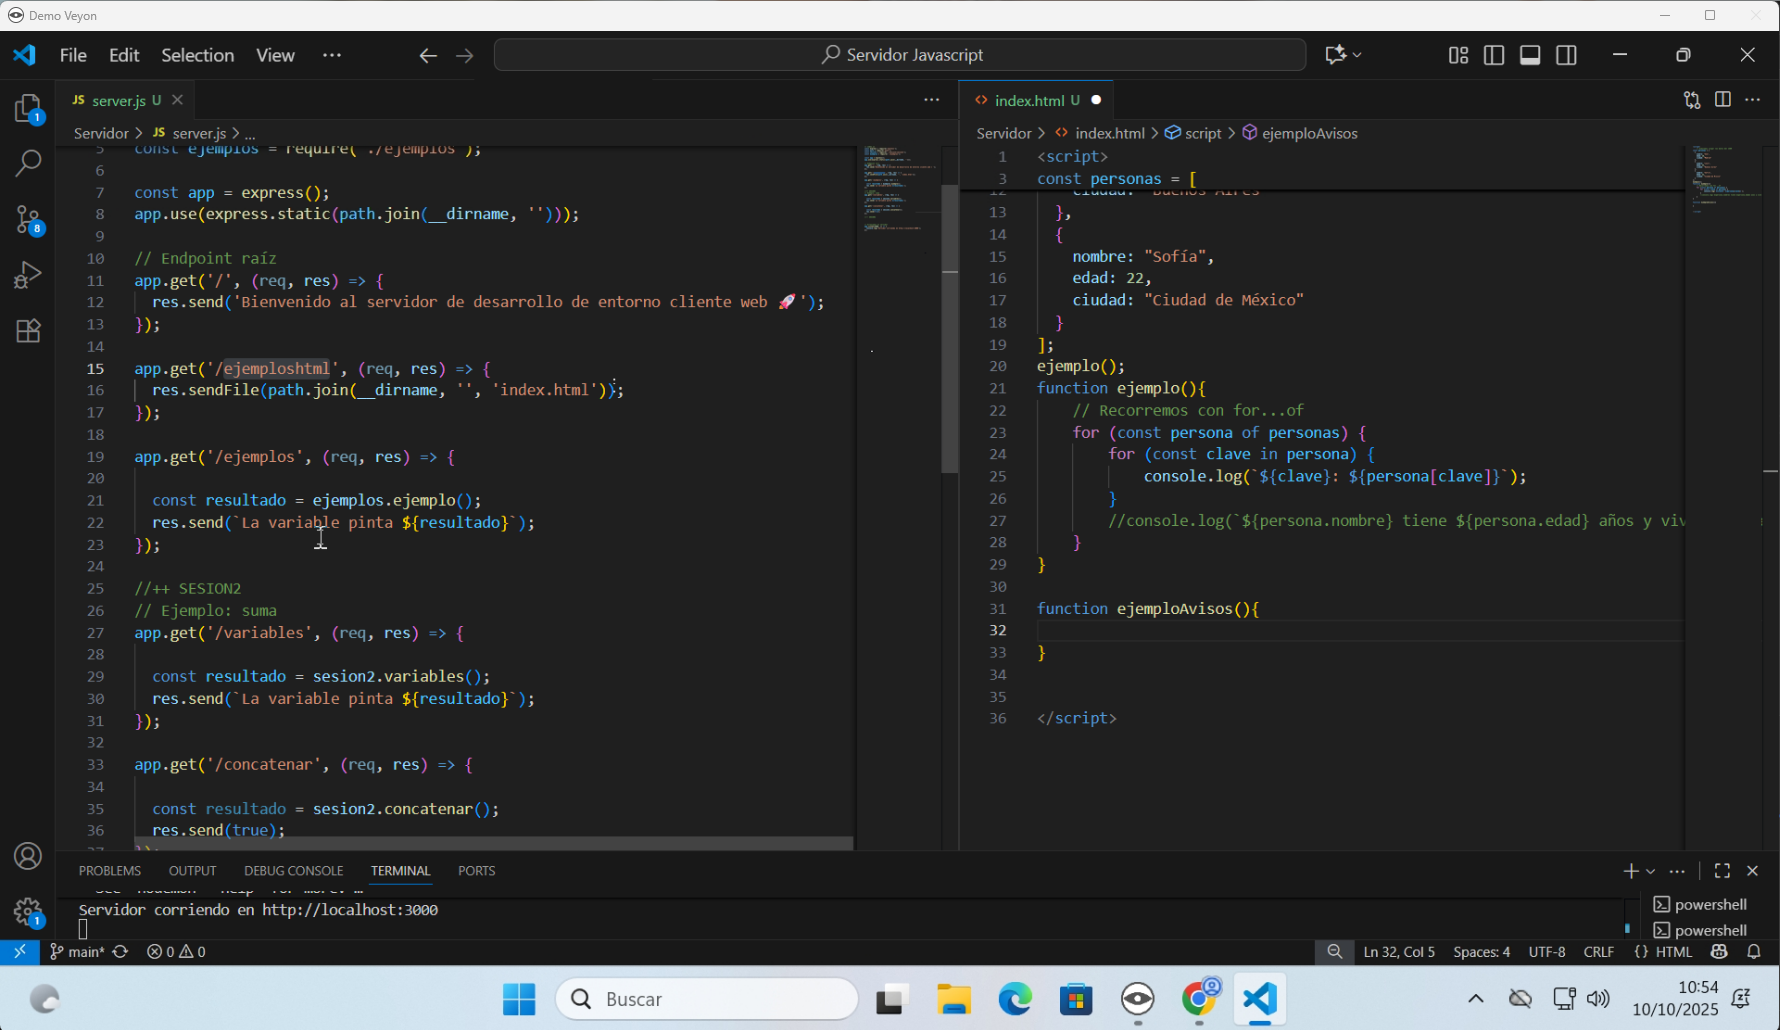 Demo Veyon
File Edit Selection View ···
Servidor Javascript
JS server.js U
Servidor > JS server.js > ...
5 const ejemplos = require('./ejemplos');
6
7 const app = express();
8 app.use(express.static(path.join(__dirname, '')));
9
10 // Endpoint raíz
11 app.get('/', (req, res) => {
12 res.send('Bienvenido al servidor de desarrollo de entorno cliente web 🚀');
13 });
14
15 app.get('/ejemploshtml', (req, res) => {
16 res.sendFile(path.join(__dirname, '', 'index.html'));
17 });
18
19 app.get('/ejemplos', (req, res) => {
20
21 const resultado = ejemplos.ejemplo();
22 res.send(`La variable pinta ${resultado}`);
23 });
24
25 //++ SESION2
26 // Ejemplo: suma
27 app.get('/variables', (req, res) => {
28
29 const resultado = sesion2.variables();
30 res.send(`La variable pinta ${resultado}`);
31 });
32
33 app.get('/concatenar', (req, res) => {
34
35 const resultado = sesion2.concatenar();
36 res.send(true);
37 });
index.html U
Servidor > index.html > script > ejemploAvisos
1 <script>
3 const personas = [
12 ciudad: "Buenos Aires"
13 },
14 {
15 nombre: "Sofía",
16 edad: 22,
17 ciudad: "Ciudad de México"
18 }
19 ];
20 ejemplo();
21 function ejemplo(){
22 // Recorremos con for...of
23 for (const persona of personas) {
24 for (const clave in persona) {
25 console.log(`${clave}: ${persona[clave]}`);
26 }
27 //console.log(`${persona.nombre} tiene ${persona.edad} años y viv
28 }
29 }
30
31 function ejemploAvisos(){
32
33 }
34
35
36 </script>
PROBLEMS OUTPUT DEBUG CONSOLE TERMINAL PORTS
Servidor corriendo en http://localhost:3000
powershell
powershell
main* 0 0
Ln 32, Col 5 Spaces: 4 UTF-8 CRLF {} HTML
Buscar
10:54
10/10/2025
1
8
1